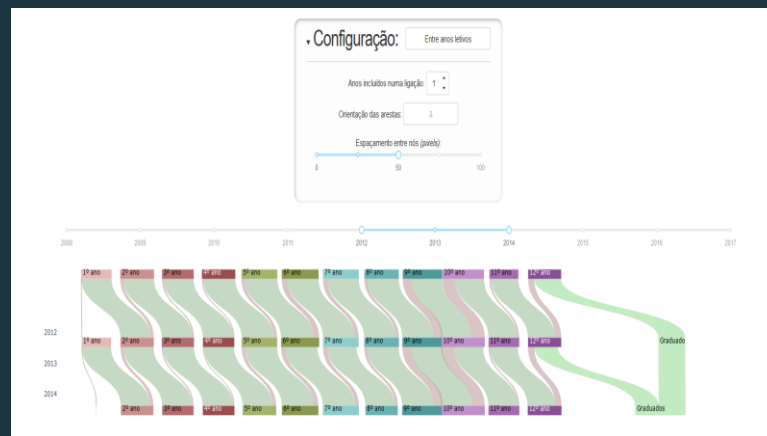 Configuração: Entre anos letivos
Anos incluídos numa ligação: 1
Orientação das arestas:
Espaçamento entre nós (pixels):
0 50 100
2008 2009 2010 2011 2012 2013 2014 2015 2016 2017
1º ano 2º ano 3º ano 4º ano 5º ano 6º ano 7º ano 8º ano 9º ano 10º ano 11º ano 12º ano
2012
1º ano 2º ano 3º ano 4º ano 5º ano 6º ano 7º ano 8º ano 9º ano 10º ano 11º ano 12º ano Graduado
2013
2014
2º ano 3º ano 4º ano 5º ano 6º ano 7º ano 8º ano 9º ano 10º ano 11º ano 12º ano Graduados